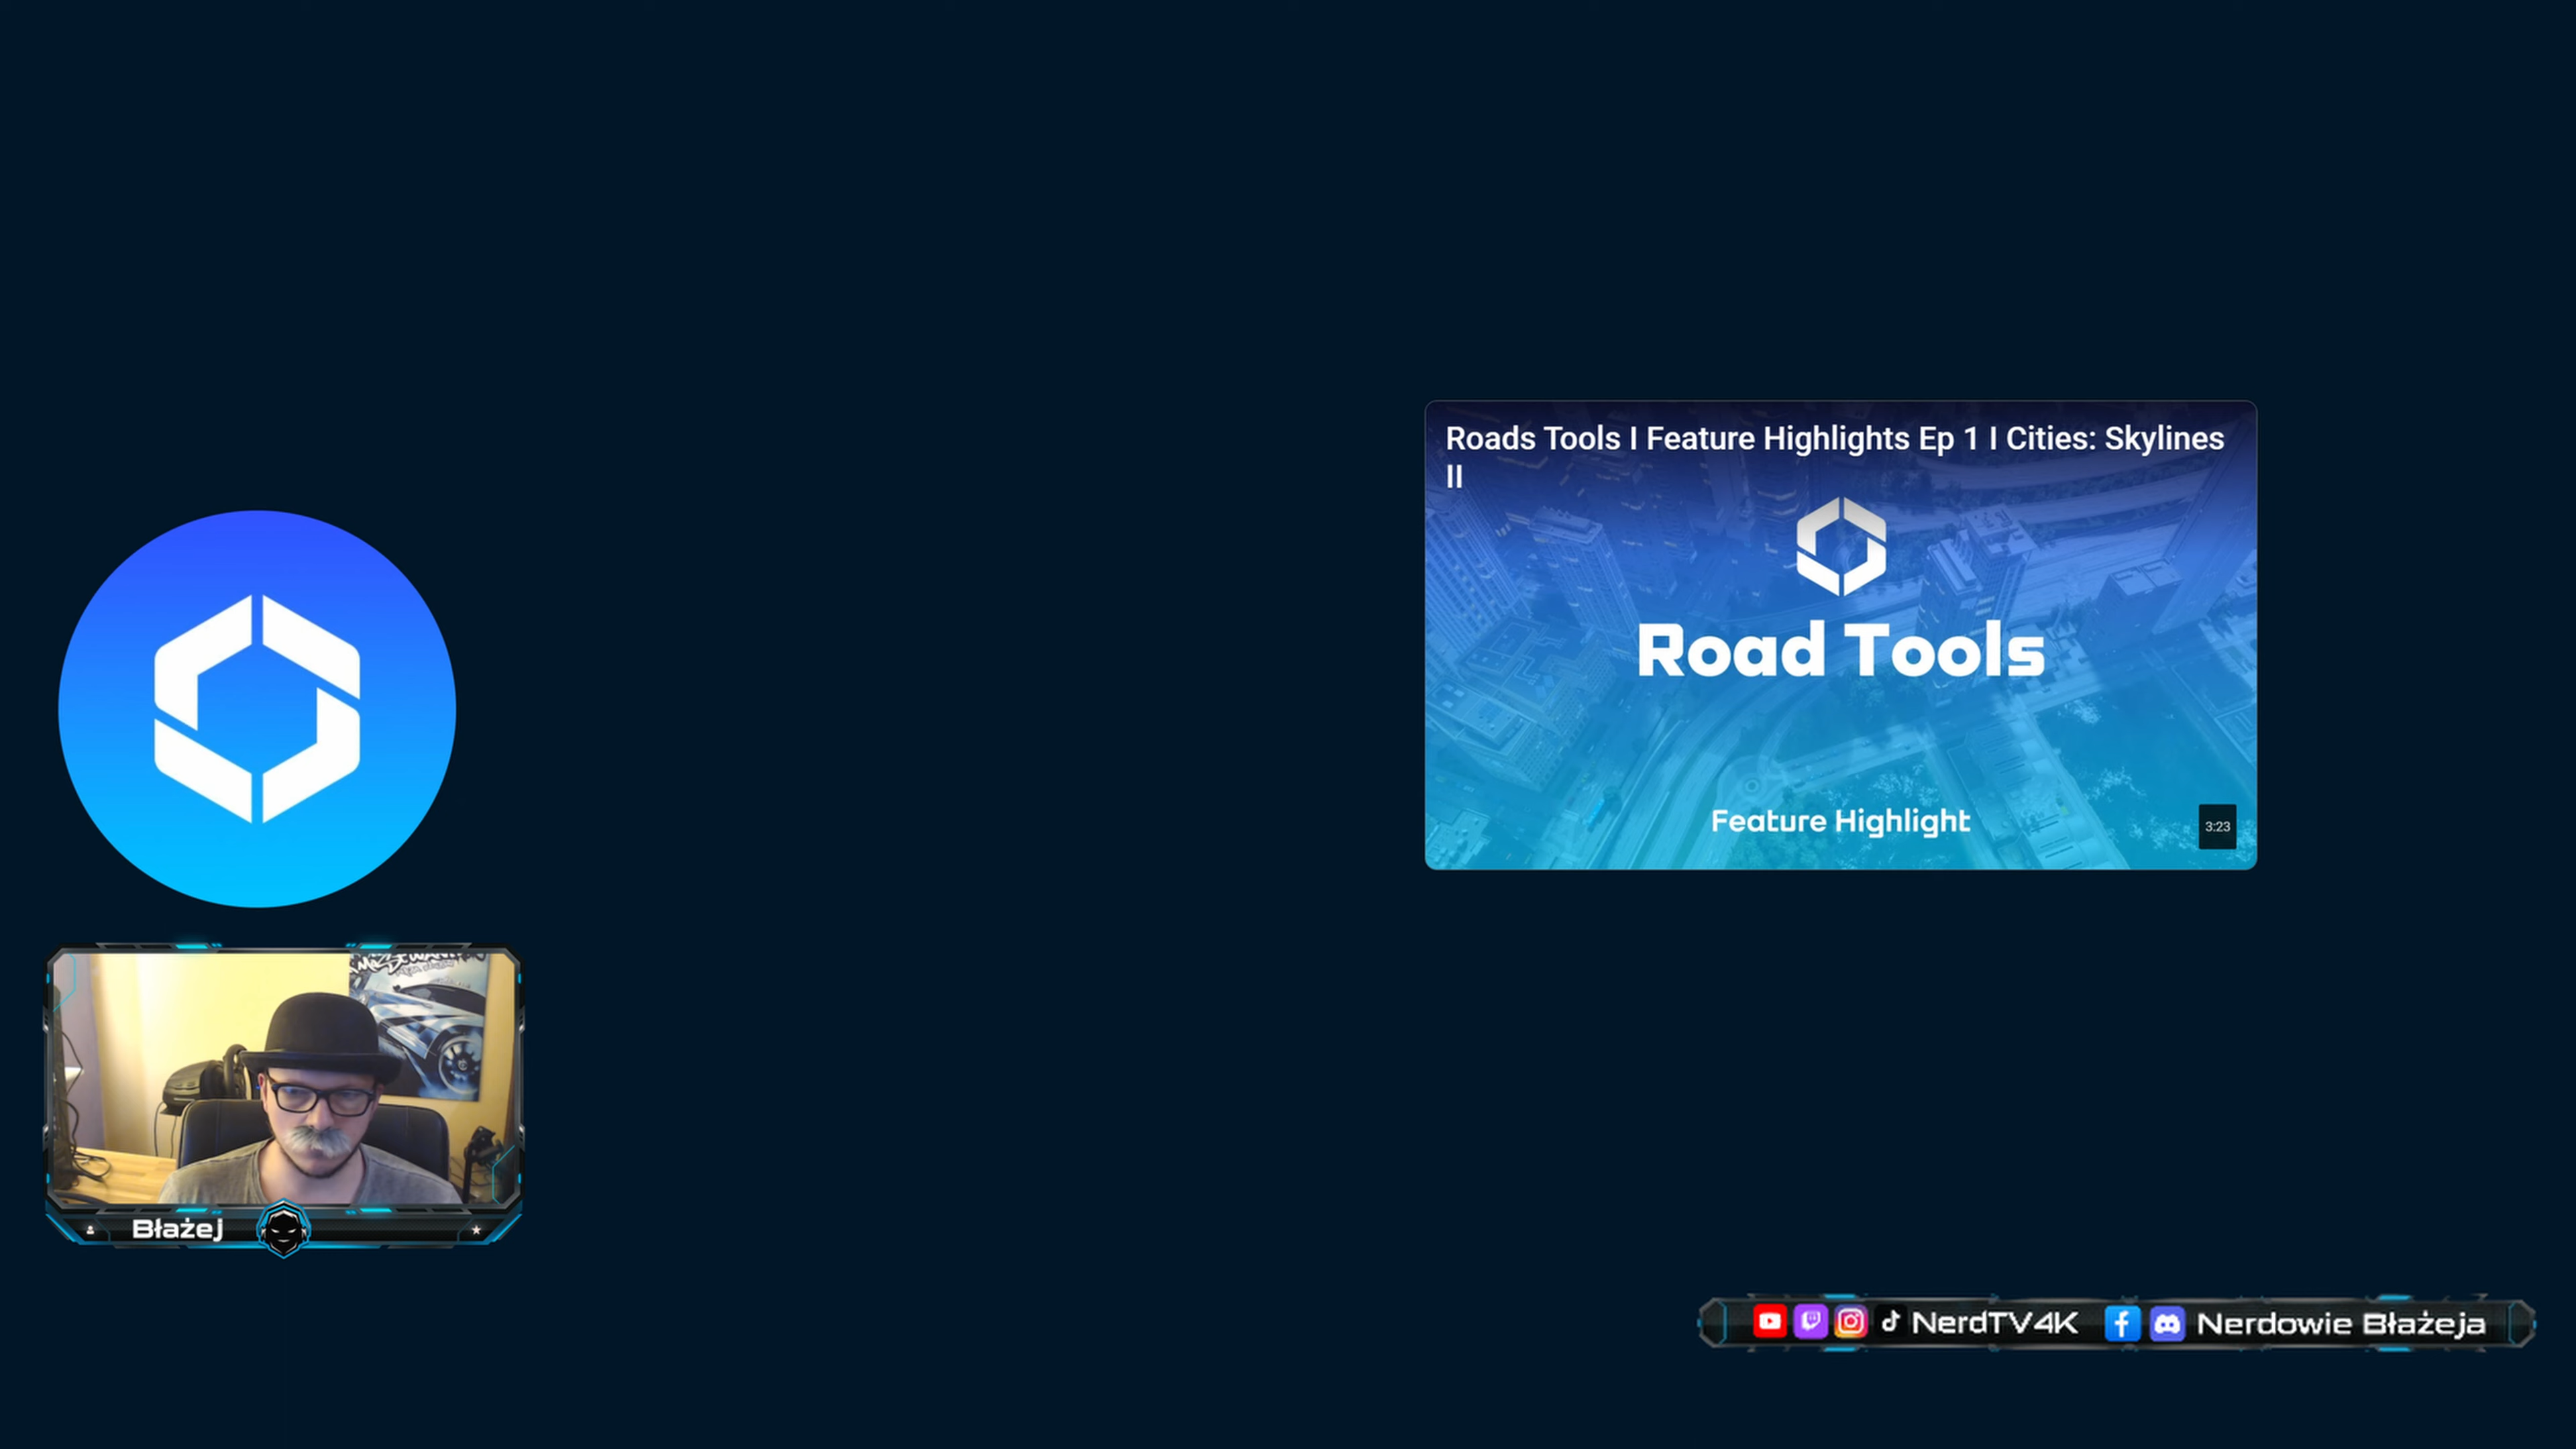 Roads Tools I Feature Highlights Ep 1 I Cities: Skylines
II
Road Tools
Feature Highlight
3:23
Błażej
NerdTV4K Nerdowie Błażeja